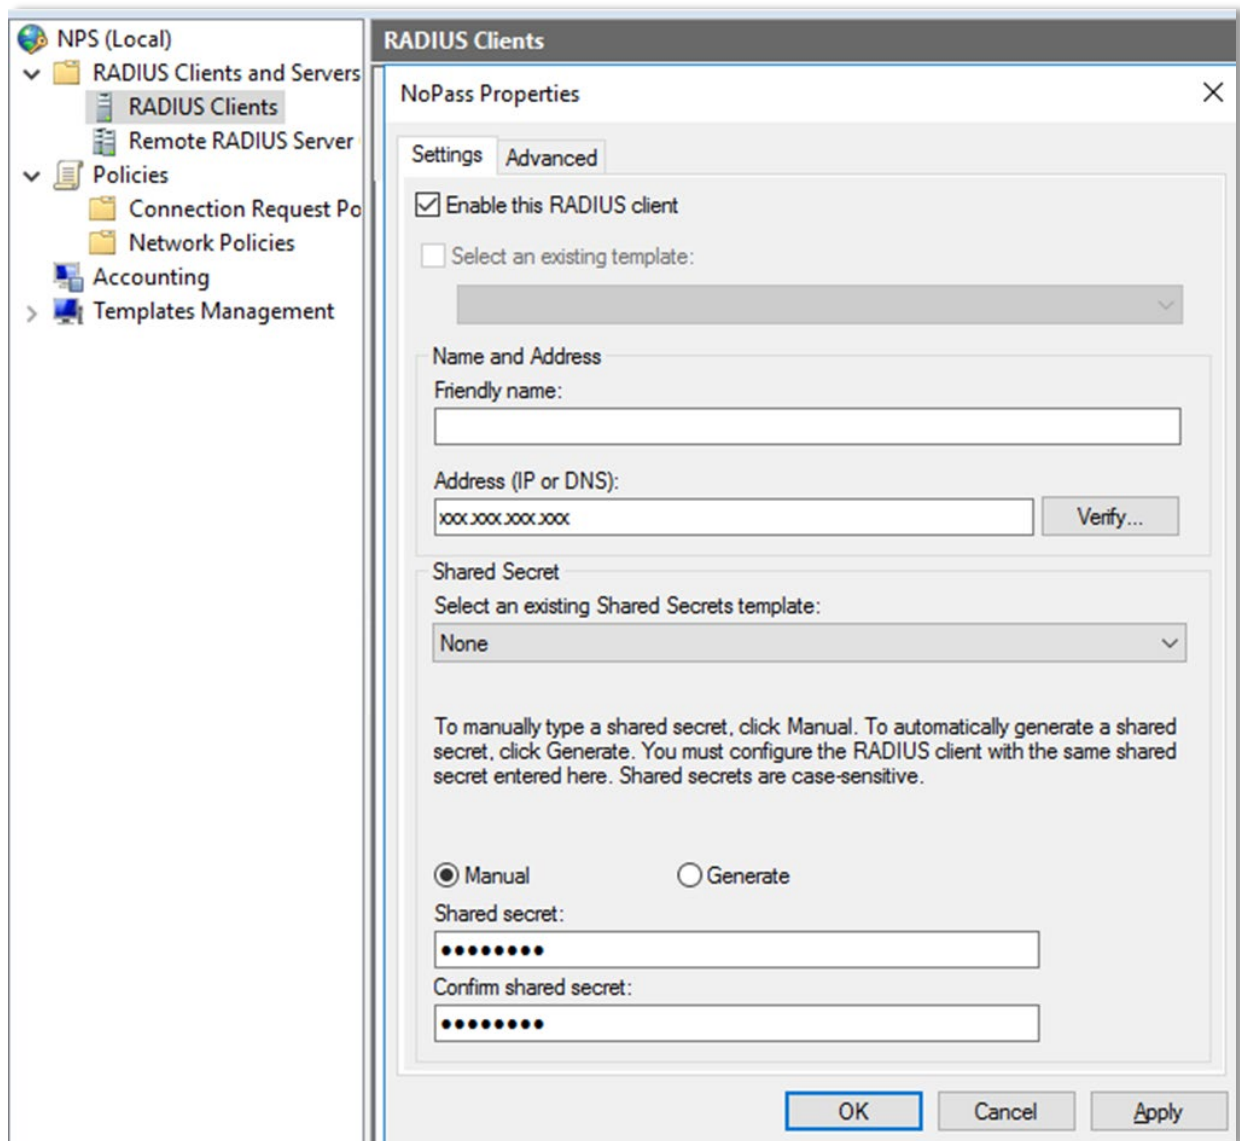 NPS (Local)
RADIUS Clients and Servers
RADIUS Clients
Remote RADIUS Server
Policies
Connection Request Po
Network Policies
Accounting
Templates Management
RADIUS Clients
NoPass Properties
Settings
Advanced
Enable this RADIUS client
Select an existing template:
Name and Address
Friendly name:
Address (IP or DNS):
xxx.xxx.xxx.xxx
Verify...
Shared Secret
Select an existing Shared Secrets template:
None
To manually type a shared secret, click Manual. To automatically generate a shared
secret, click Generate. You must configure the RADIUS client with the same shared
secret entered here. Shared secrets are case-sensitive.
Manual
Generate
Shared secret:
●●●●●●●●
Confirm shared secret:
●●●●●●●●
OK
Cancel
Apply